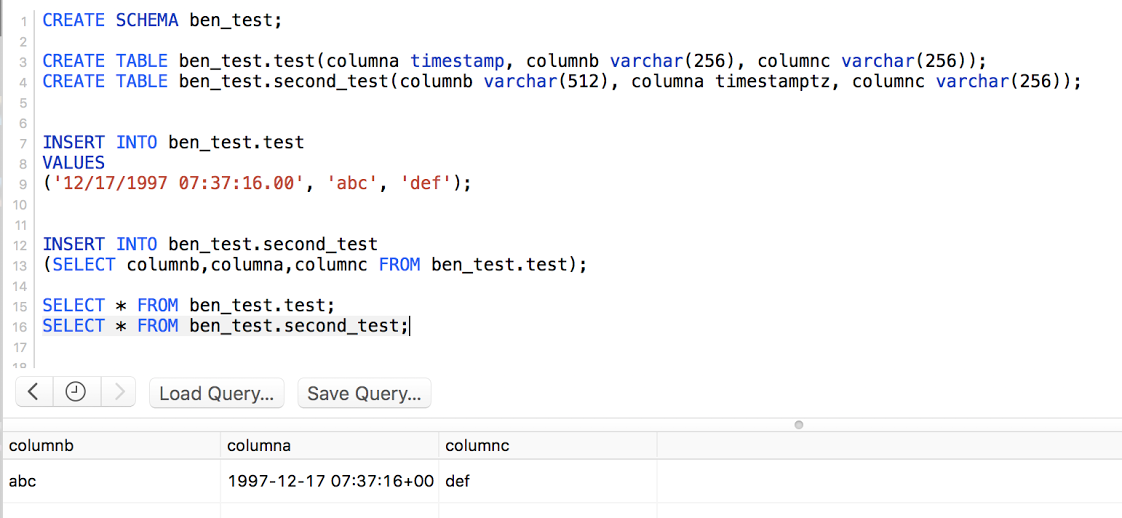 1 CREATE SCHEMA ben_test;
2
3 CREATE TABLE ben_test.test(columna timestamp, columnb varchar(256), columnc varchar(256));
4 CREATE TABLE ben_test.second_test(columnb varchar(512), columna timestamptz, columnc varchar(256));
5
6
7 INSERT INTO ben_test.test
8 VALUES
9 ('12/17/1997 07:37:16.00', 'abc', 'def');
10
11
12 INSERT INTO ben_test.second_test
13 (SELECT columnb,columna,columnc FROM ben_test.test);
14
15 SELECT * FROM ben_test.test;
16 SELECT * FROM ben_test.second_test;
17
18
Load Query... Save Query...
columnb columna columnc
abc 1997-12-17 07:37:16+00 def